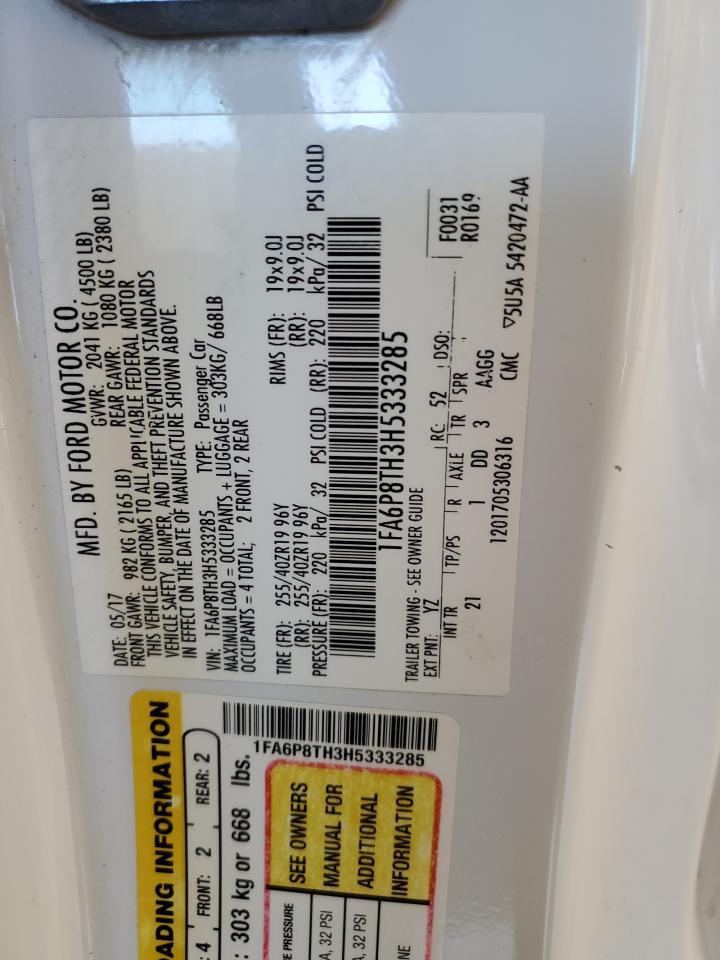 MFD. BY FORD MOTOR CO.
DATE: 05/17 GVWR: 2041 KG ( 4500 LB)
FRONT GAWR: 982 KG ( 2165 LB) REAR GAWR: 1080 KG ( 2380 LB)
THIS VEHICLE CONFORMS TO ALL APPLICABLE FEDERAL MOTOR
VEHICLE SAFETY, BUMPER, AND THEFT PREVENTION STANDARDS
IN EFFECT ON THE DATE OF MANUFACTURE SHOWN ABOVE.
VIN: 1FA6P8TH3H5333285 TYPE: Passenger Car
MAXIMUM LOAD = OCCUPANTS + LUGGAGE = 303KG/ 668LB
OCCUPANTS = 4 TOTAL; 2 FRONT, 2 REAR
TIRE (FR): 255/40ZR19 96Y RIMS (FR): 19x9.0J
(RR): 255/40ZR19 96Y (RR): 19x9.0J
PRESSURE (FR): 220 kPa/ 32 PSI COLD (RR): 220 kPa/ 32 PSI COLD
1FA6P8TH3H5333285
TRAILER TOWING - SEE OWNER GUIDE
EXT PNT: YZ RC: 52 DSO: F0031
INT TR TP/PS R AXLE TR SPR R0169
21 1 DD 3 AAGG
1201705306316 CMC ▽5U5A 5420472-AA
ADING INFORMATION
: 4 FRONT: 2 REAR: 2
: 303 kg or 668 lbs.
1FA6P8TH3H5333285
E PRESSURE
A, 32 PSI
A, 32 PSI
NE
SEE OWNERS
MANUAL FOR
ADDITIONAL
INFORMATION